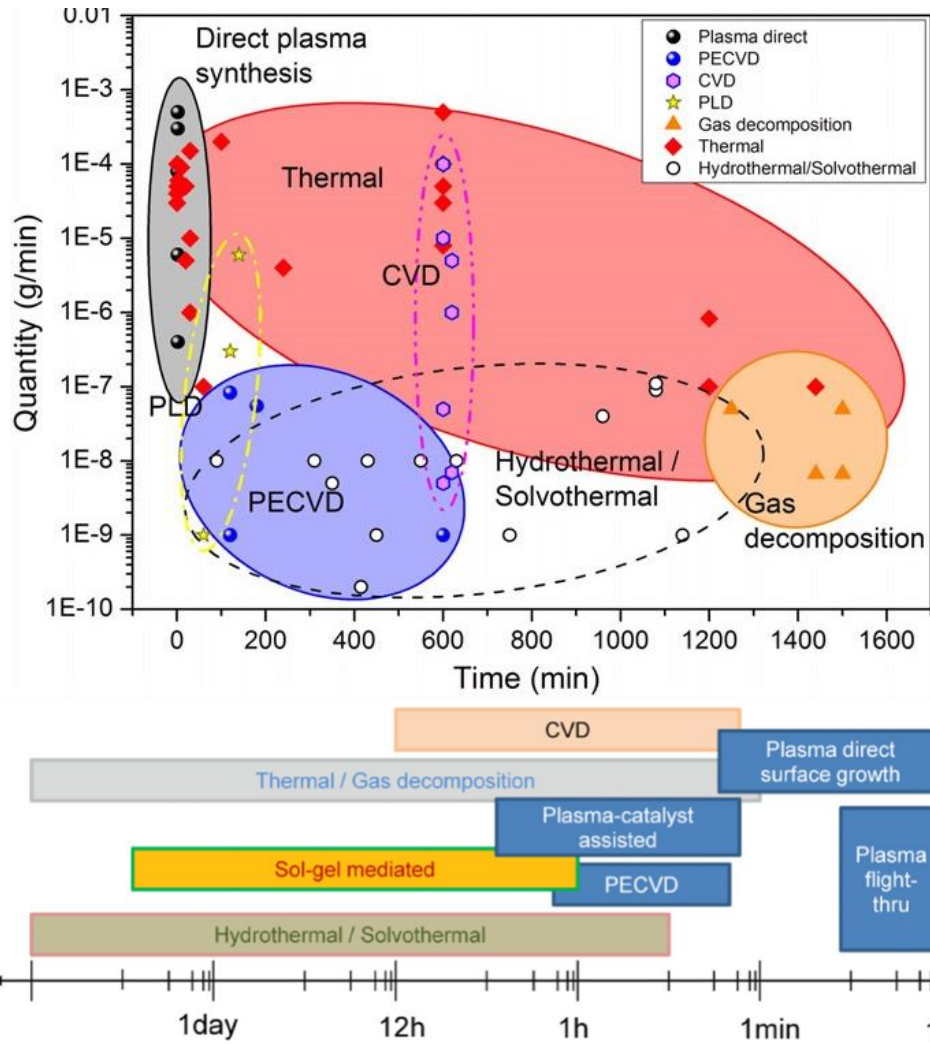 0.01
1E-3
1E-4
1E-5
1E-6
1E-7
1E-8
1E-9
1E-10
Quantity (g/min)
Direct plasma
synthesis
Thermal
CVD
PLD
PECVD
Hydrothermal /
Solvothermal
Gas
decomposition
Plasma direct
PECVD
CVD
PLD
Gas decomposition
Thermal
Hydrothermal/Solvothermal
0 200 400 600 800 1000 1200 1400 1600
Time (min)
CVD
Plasma direct
surface growth
Thermal / Gas decomposition
Plasma-catalyst
assisted
Sol-gel mediated
PECVD
Plasma
flight-
thru
Hydrothermal / Solvothermal
1day 12h 1h 1min